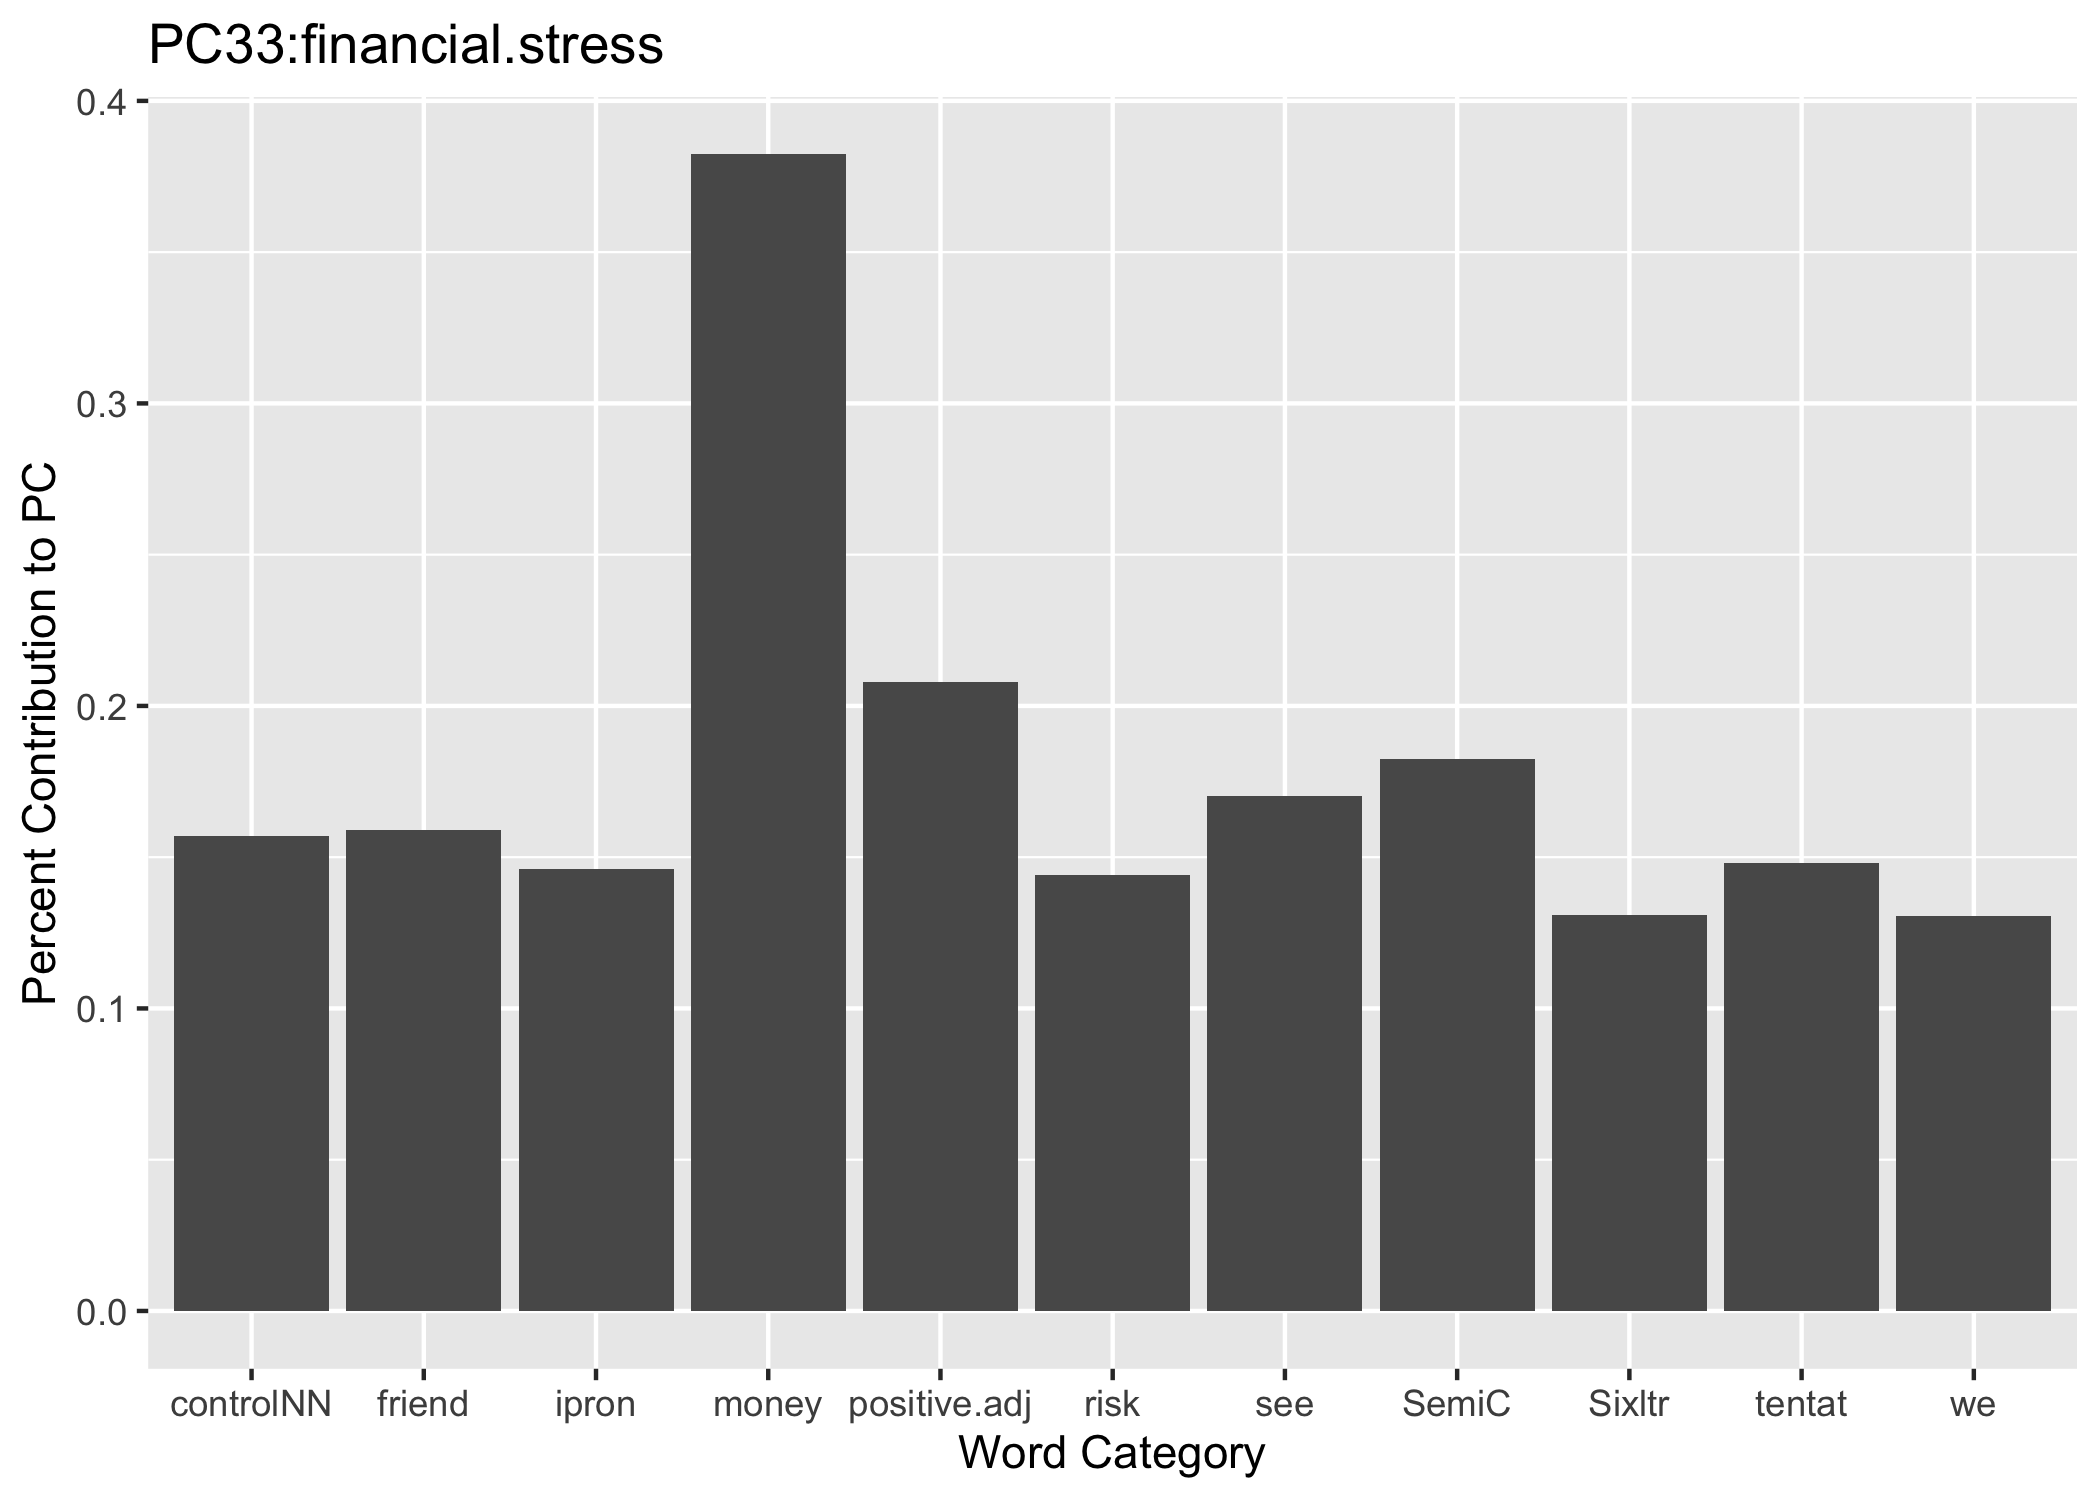 PC33:financial.stress
0.4
0.3
0.2
0.1
0.0
Percent Contribution to PC
controlNN friend ipron money positive.adj risk see SemiC Sixltr tentat we
Word Category